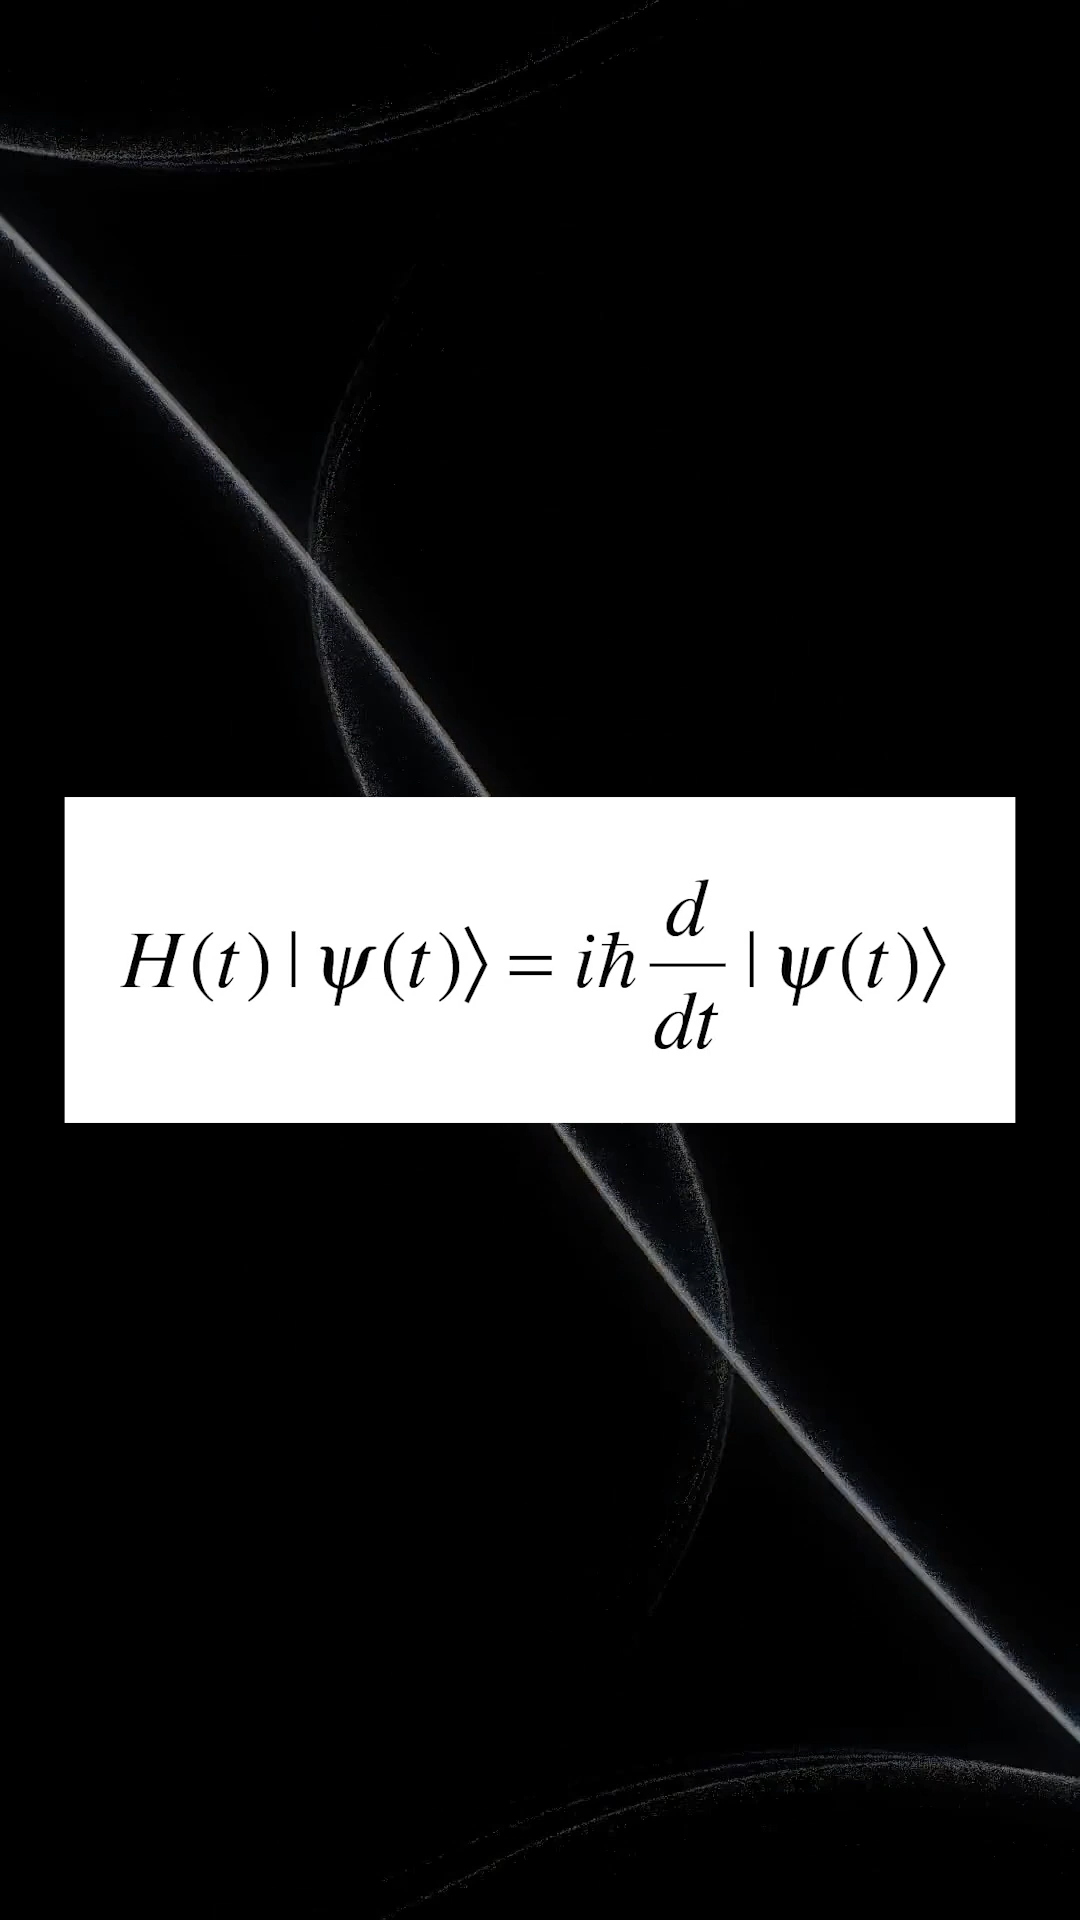 H(t)|ψ(t)⟩ = iħ d/dt |ψ(t)⟩